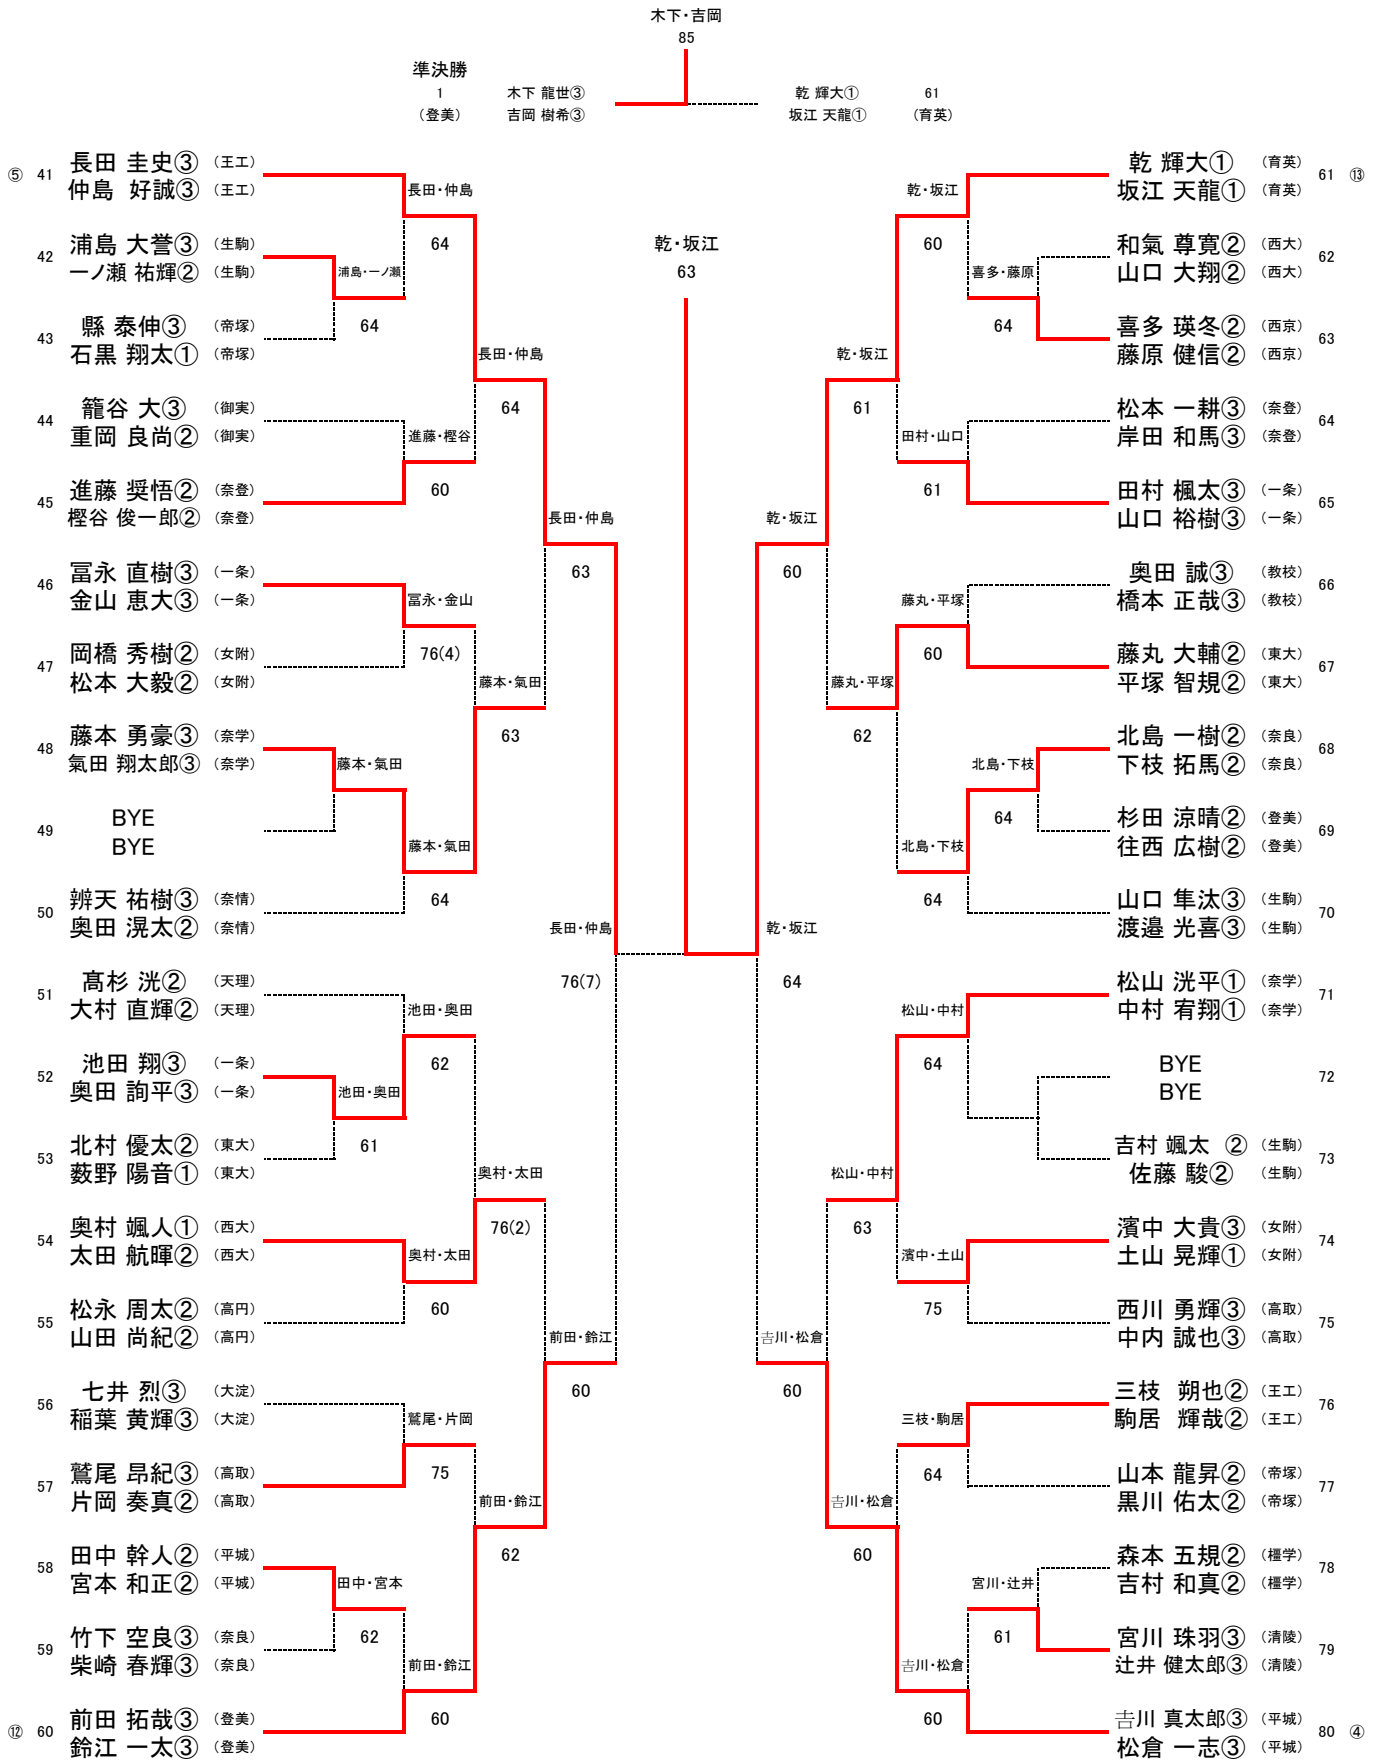 木下・吉岡
85
準決勝
1 木下 龍世③ 乾 輝大① 61
（登美） 吉岡 樹希③ 坂江 天龍① （育英）
⑤ 41 長田 圭史③ （王工）
仲島 好誠③ （王工）
長田・仲島
64
42 浦島 大誉③ （生駒）
一ノ瀬 祐輝② （生駒）
浦島・一ノ瀬
64
43 縣 泰伸③ （帝塚）
石黒 翔太① （帝塚）
長田・仲島
64
44 籠谷 大③ （御実）
重岡 良尚② （御実）
進藤・樫谷
60
45 進藤 奨悟② （奈登）
樫谷 俊一郎② （奈登）
長田・仲島
63
46 冨永 直樹③ （一条）
金山 恵大③ （一条）
冨永・金山
76(4)
47 岡橋 秀樹② （女附）
松本 大毅② （女附）
藤本・氣田
63
48 藤本 勇豪③ （奈学）
氣田 翔太郎③ （奈学）
藤本・氣田
49 BYE
BYE
藤本・氣田
64
50 辨天 祐樹③ （奈情）
奥田 滉太② （奈情）
長田・仲島
76(7)
51 髙杉 洸② （天理）
大村 直輝② （天理）
池田・奥田
62
52 池田 翔③ （一条）
奥田 詢平③ （一条）
池田・奥田
61
53 北村 優太② （東大）
薮野 陽音① （東大）
奥村・太田
76(2)
54 奥村 颯人① （西大）
太田 航暉② （西大）
奥村・太田
60
55 松永 周太② （高円）
山田 尚紀② （高円）
前田・鈴江
60
56 七井 烈③ （大淀）
稲葉 黄輝③ （大淀）
鷲尾・片岡
75
57 鷲尾 昂紀③ （高取）
片岡 奏真② （高取）
前田・鈴江
62
58 田中 幹人② （平城）
宮本 和正② （平城）
田中・宮本
62
59 竹下 空良③ （奈良）
柴崎 春輝③ （奈良）
前田・鈴江
60
⑫ 60 前田 拓哉③ （登美）
鈴江 一太③ （登美）
乾・坂江
63
乾 輝大① （育英） 61 ⑬
坂江 天龍① （育英）
乾・坂江
60
和氣 尊寛② （西大） 62
山口 大翔② （西大）
喜多・藤原
64
喜多 瑛冬② （西京） 63
藤原 健信② （西京）
乾・坂江
61
松本 一耕③ （奈登） 64
岸田 和馬③ （奈登）
田村・山口
61
田村 楓太③ （一条） 65
山口 裕樹③ （一条）
乾・坂江
60
奥田 誠③ （教校） 66
橋本 正哉③ （教校）
藤丸・平塚
60
藤丸 大輔② （東大） 67
平塚 智規② （東大）
藤丸・平塚
62
北島 一樹② （奈良） 68
下枝 拓馬② （奈良）
北島・下枝
64
杉田 涼晴② （登美） 69
往西 広樹② （登美）
北島・下枝
64
山口 隼汰③ （生駒） 70
渡邉 光喜③ （生駒）
乾・坂江
64
松山 洸平① （奈学） 71
中村 宥翔① （奈学）
松山・中村
64
BYE 72
BYE
吉村 颯太 ② （生駒） 73
佐藤 駿② （生駒）
松山・中村
63
濱中 大貴③ （女附） 74
土山 晃輝① （女附）
濱中・土山
75
西川 勇輝③ （高取） 75
中内 誠也③ （高取）
𠮷川・松倉
60
三枝 朔也② （王工） 76
駒居 輝哉② （王工）
三枝・駒居
64
山本 龍昇② （帝塚） 77
黒川 佑太② （帝塚）
𠮷川・松倉
60
森本 五規② （橿学） 78
吉村 和真② （橿学）
宮川・辻井
61
宮川 珠羽③ （清陵） 79
辻井 健太郎③ （清陵）
𠮷川・松倉
60
𠮷川 真太郎③ （平城） 80 ④
松倉 一志③ （平城）